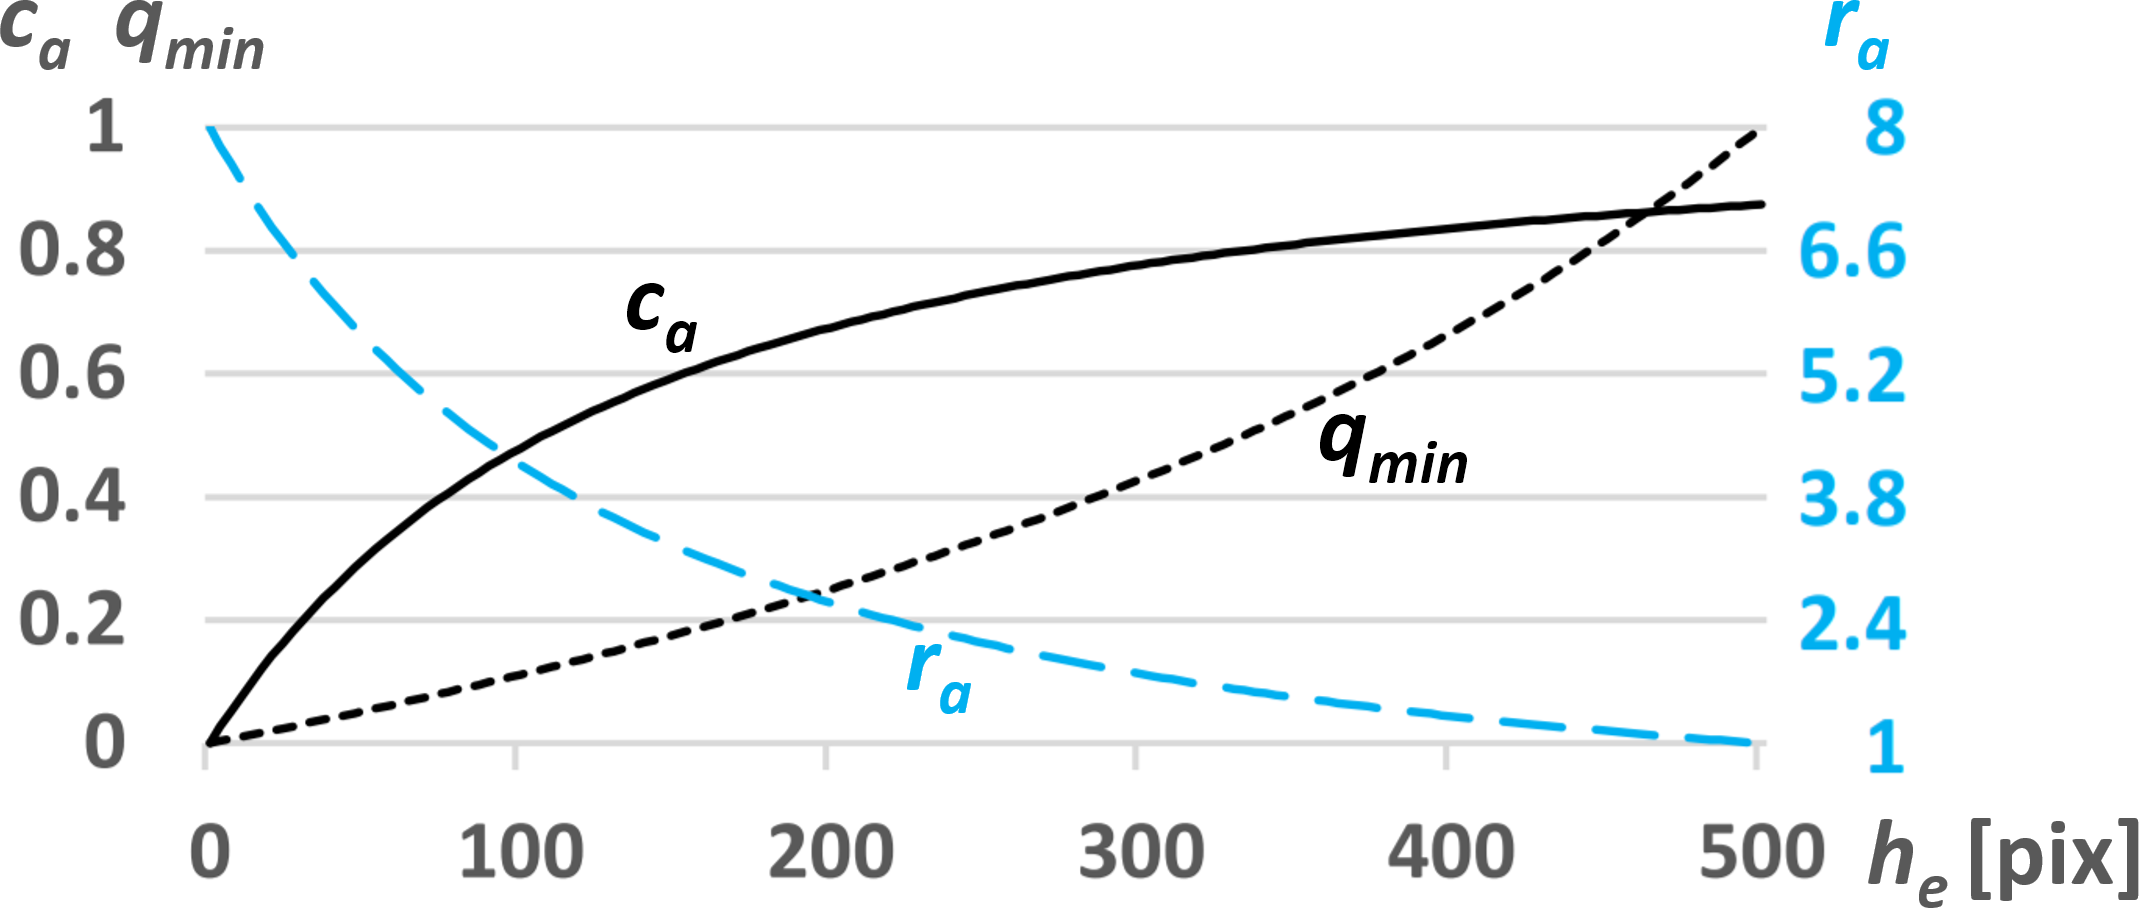 c_a q_min r_a
1 8
0.8 6.6
c_a
0.6 5.2
q_min
0.4 3.8
0.2 2.4
r_a
0 1
0 100 200 300 400 500 h_e [pix]